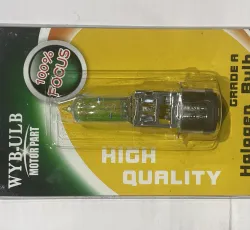 100%
FOCUS
WYB.ULB
MOTOR PART
HIGH
QUALITY
GRADE A
Halogen Bulb